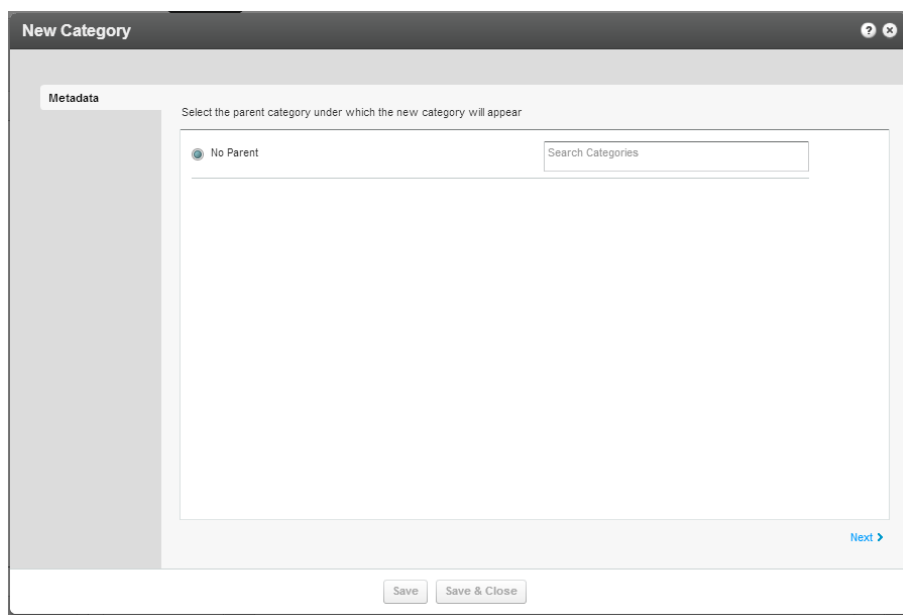 New Category
Metadata
Select the parent category under which the new category will appear
No Parent
Search Categories
Next
Save
Save & Close